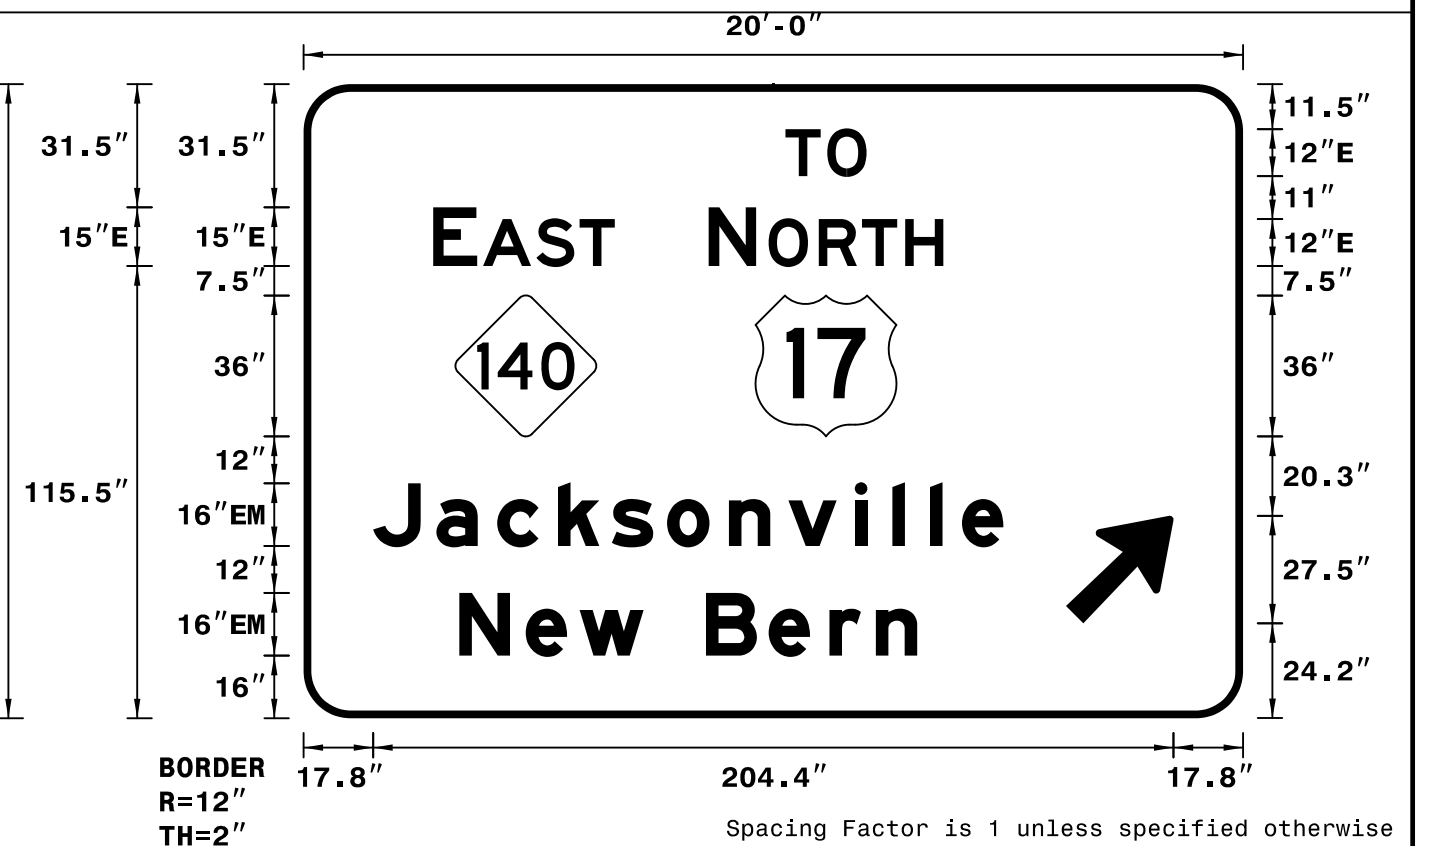 20'-0"
11.5"
31.5" 31.5" TO 12"E
11"
15"E 15"E EAST NORTH 12"E
7.5" 7.5"
36" 140 17 36"
12" 20.3"
115.5"
16"EM Jacksonville
12" 27.5"
16"EM New Bern
16" 24.2"
BORDER 17.8" 204.4" 17.8"
R=12"
TH=2" Spacing Factor is 1 unless specified otherwise